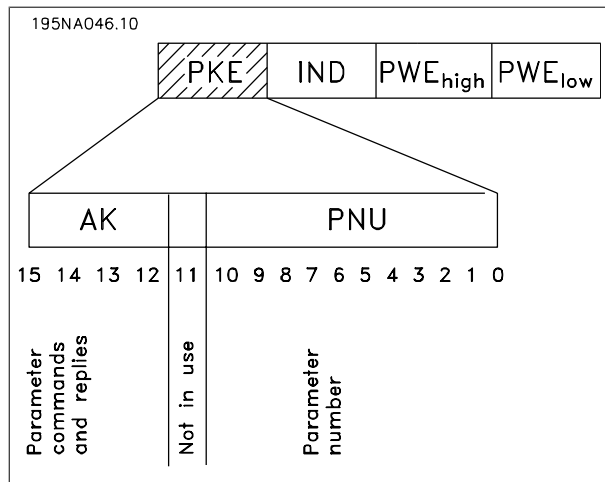 195NA046.10
PKE IND PWEhigh PWElow
AK PNU
15 14 13 12 11 10 9 8 7 6 5 4 3 2 1 0
Parameter
commands
and replies
Not in use
Parameter
number